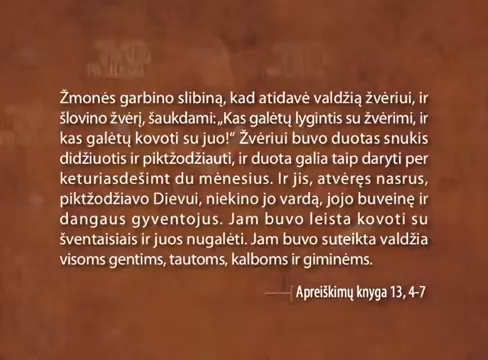 Žmonės garbino slibiną, kad atidavė valdžią žvėriui, ir
šlovino žvėrį, šaukdami: „Kas galėtų lygintis su žvėrimi, ir
kas galėtų kovoti su juo!“ Žvėriui buvo duotas snukis
didžiuotis ir piktžodžiauti, ir duota galia taip daryti per
keturiasdešimt du mėnesius. Ir jis, atvėręs nasrus,
piktžodžiavo Dievui, niekino jo vardą, jojo buveinę ir
dangaus gyventojus. Jam buvo leista kovoti su
šventaisiais ir juos nugalėti. Jam buvo suteikta valdžia
visoms gentims, tautoms, kalboms ir giminėms.
Apreiškimų knyga 13, 4-7